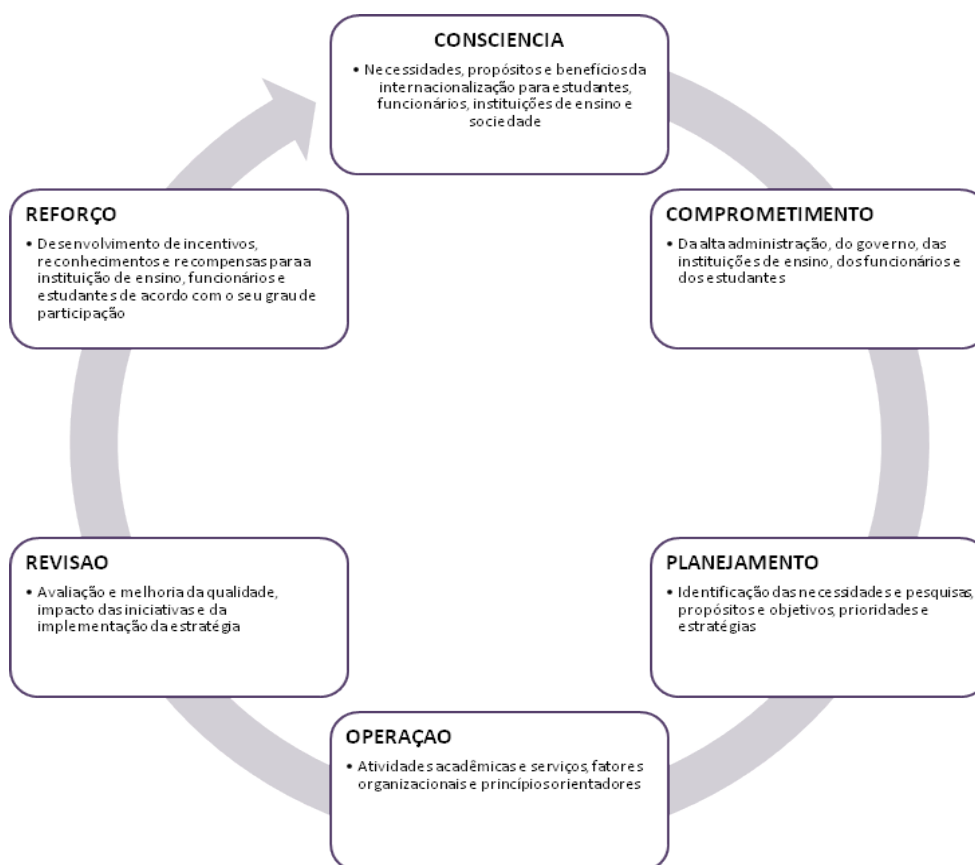 CONSCIENCIA
• Necessidades, propósitos e benefícios da
internacionalização para estudantes,
funcionários, instituições de ensino e
sociedade
COMPROMETIMENTO
• Da alta administração, do governo, das
instituições de ensino, dos funcionários e
dos estudantes
PLANEJAMENTO
• Identificação das necessidades e pesquisas,
propósitos e objetivos, prioridades e
estratégias
OPERAÇAO
• Atividades acadêmicas e serviços, fatores
organizacionais e princípios orientadores
REVISAO
• Avaliação e melhoria da qualidade,
impacto das iniciativas e da
implementação da estratégia
REFORÇO
• Desenvolvimento de incentivos,
reconhecimentos e recompensas para a
instituição de ensino, funcionários e
estudantes de acordo com o seu grau de
participação